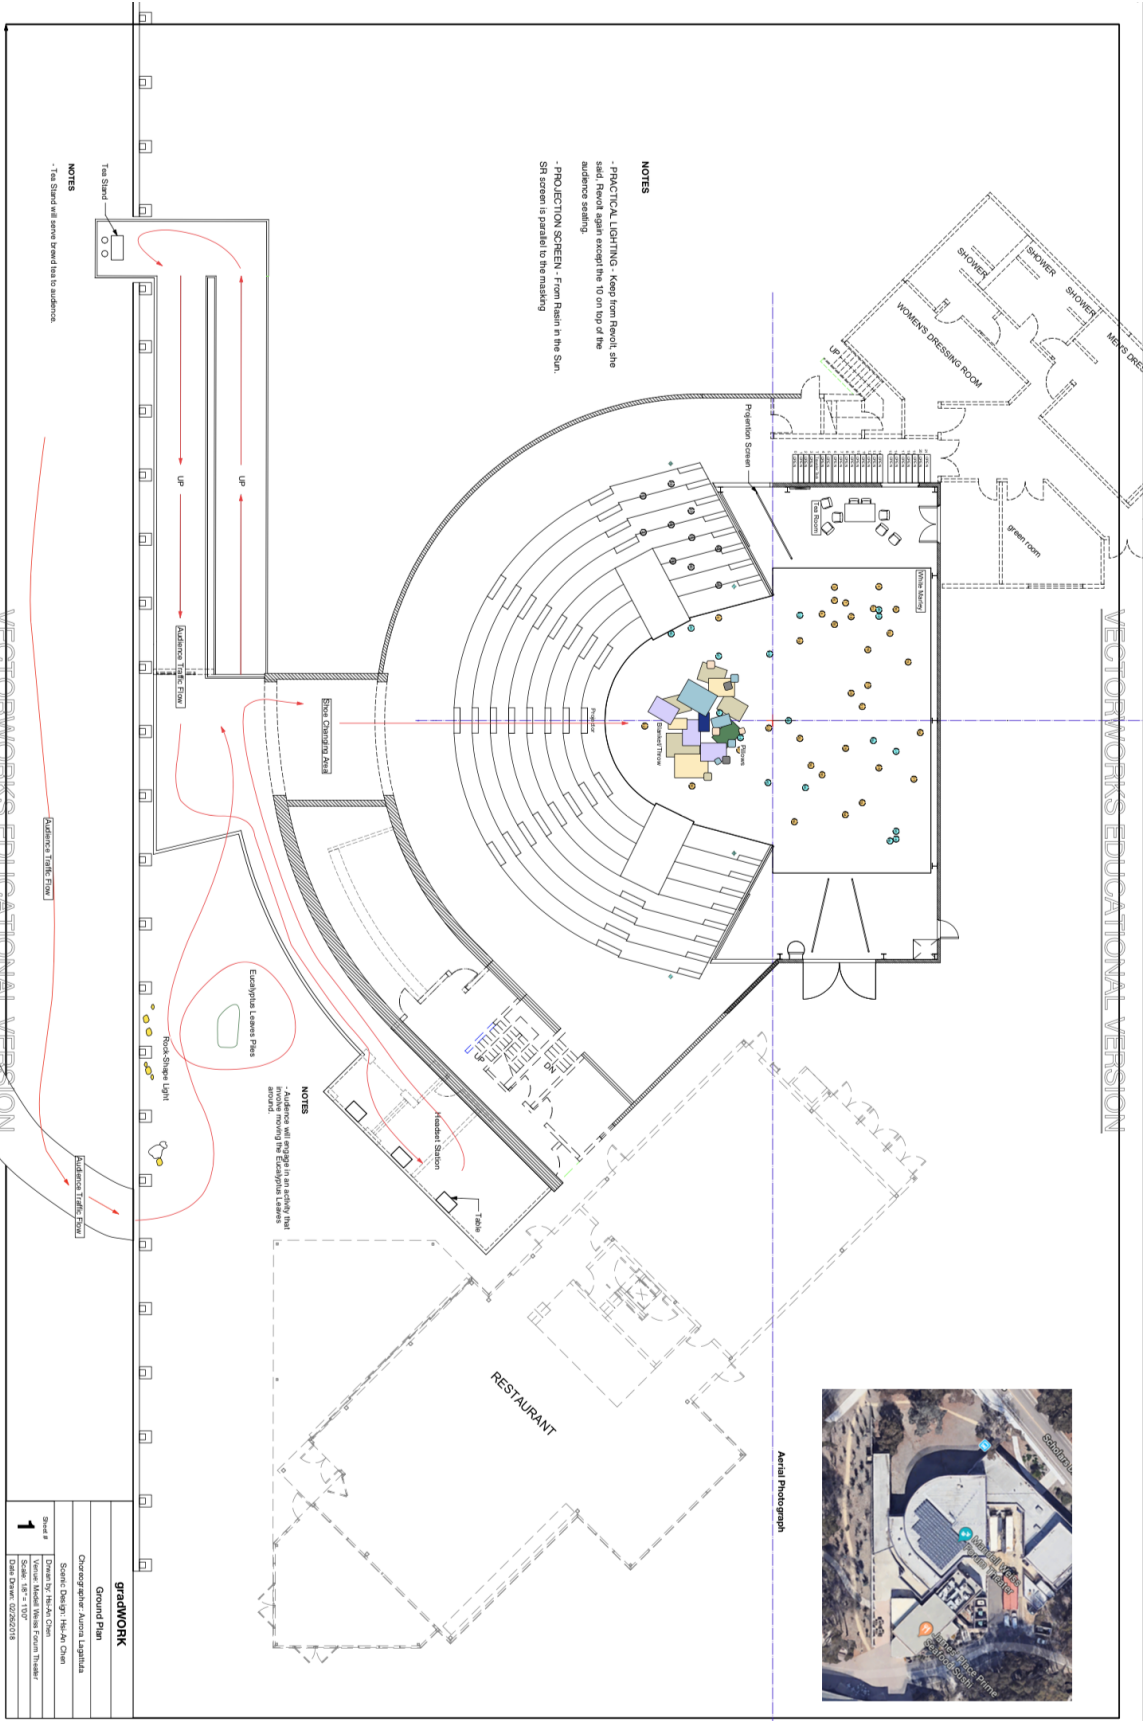 NOTES
- PRACTICAL LIGHTING - Keep from Revolt, she
said, Revolt again except the 10 on top of the
audience seating.
- PROJECTION SCREEN - From Rasin in the Sun.
SR screen is parallel to the masking
NOTES
- Tea Stand will serve brewd tea to audience.
Tea Stand
UP
UP
Audience Traffic Flow
Audience Traffic Flow
Audience Traffic Flow
Shoe Changing Area
Projector
Blanket/Throw
Pillows
Projection Screen
Tea Room
White Marley
SHOWER
SHOWER
SHOWER
WOMEN'S DRESSING ROOM
MEN'S DRES
UP
green room
Eucalyptus Leaves Piles
Rock-Shape Light
NOTES
- Audience will engage in an activity that
involve moving the Eucalyptus Leaves
around.
Headset Station
Table
UP
DN
RESTAURANT
Aerial Photograph
VECTORWORKS EDUCATIONAL VERSION
VECTORWORKS EDUCATIONAL VERSION
gradWORK
Ground Plan
Choreographer: Aurora Lagattuta
Scenic Design: Hsi-An Chen
Drwan by: Hsi-An Chen
Venue: Mandell Weiss Forum Theater
Scale: 1/8" = 1'0"
Date Drawn: 02/26/2018
Sheet #
1